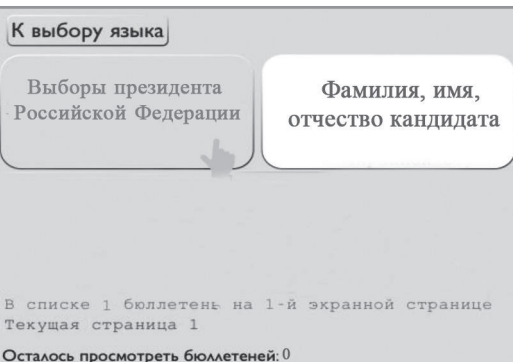 К выбору языка
Выборы президента
Российской Федерации
Фамилия, имя,
отчество кандидата
В списке 1 бюллетень на 1-й экранной странице
Текущая страница 1
Осталось просмотреть бюллетеней: 0